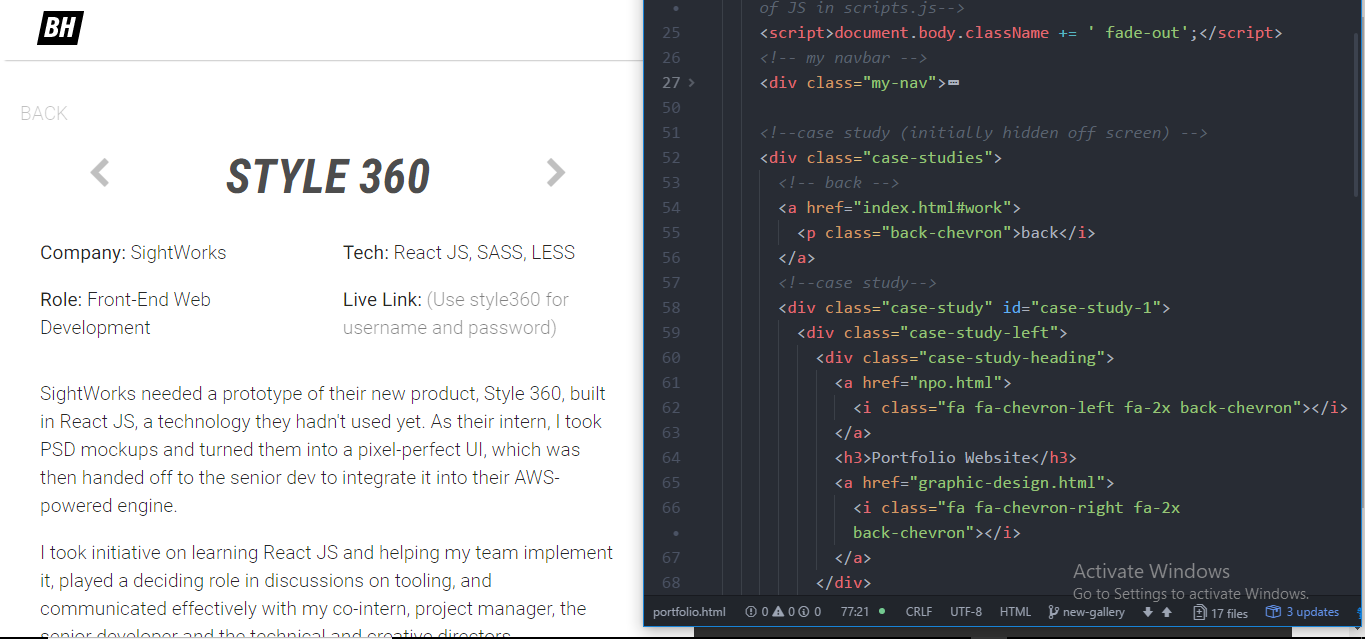 BH
BACK
STYLE 360
Company: SightWorks
Tech: React JS, SASS, LESS
Role: Front-End Web
Development
Live Link: (Use style360 for
username and password)
SightWorks needed a prototype of their new product, Style 360, built
in React JS, a technology they hadn't used yet. As their intern, I took
PSD mockups and turned them into a pixel-perfect UI, which was
then handed off to the senior dev to integrate it into their AWS-
powered engine.
I took initiative on learning React JS and helping my team implement
it, played a deciding role in discussions on tooling, and
communicated effectively with my co-intern, project manager, the
senior developer and the technical and creative directors.
• of JS in scripts.js-->
25 <script>document.body.className += ' fade-out';</script>
26 <!-- my navbar -->
27 <div class="my-nav">
50
51 <!--case study (initially hidden off screen) -->
52 <div class="case-studies">
53 <!-- back -->
54 <a href="index.html#work">
55 <p class="back-chevron">back</i>
56 </a>
57 <!--case study-->
58 <div class="case-study" id="case-study-1">
59 <div class="case-study-left">
60 <div class="case-study-heading">
61 <a href="npo.html">
62 <i class="fa fa-chevron-left fa-2x back-chevron"></i>
63 </a>
64 <h3>Portfolio Website</h3>
65 <a href="graphic-design.html">
66 <i class="fa fa-chevron-right fa-2x
• back-chevron"></i>
67 </a>
68 </div>
Activate Windows
Go to Settings to activate Windows.
portfolio.html 0 0 0 77:21 CRLF UTF-8 HTML new-gallery 17 files 3 updates